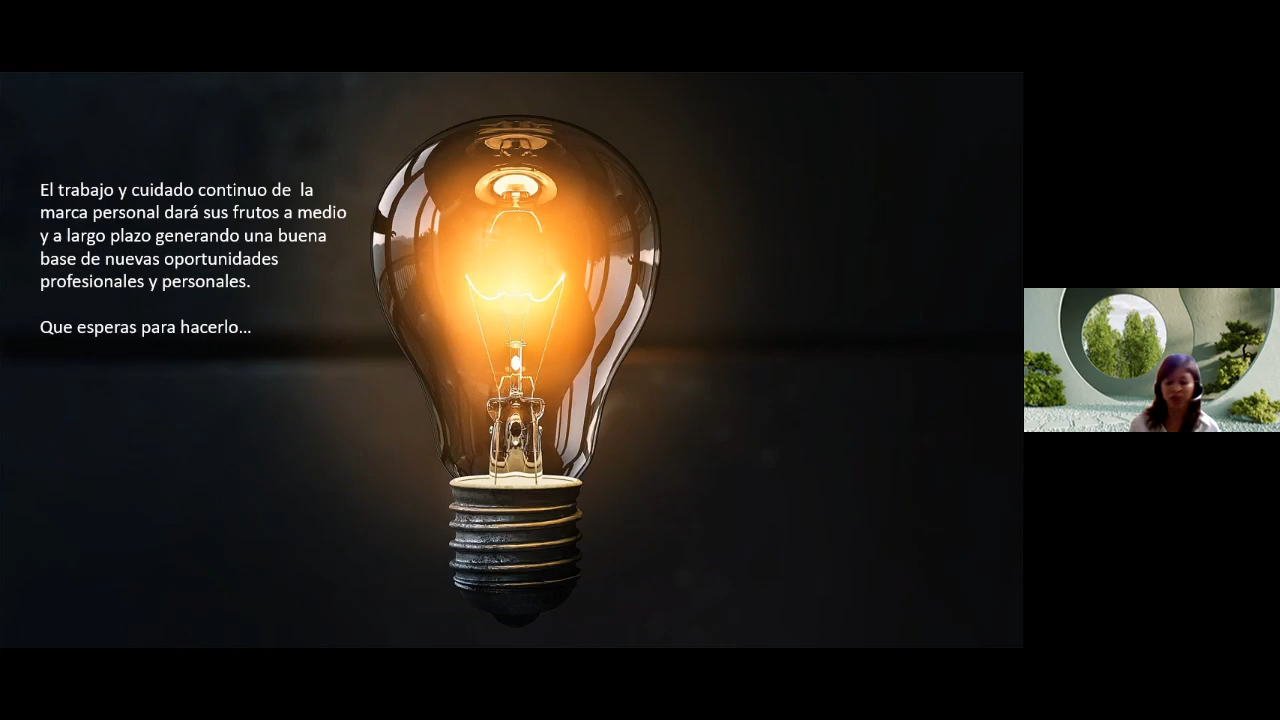 El trabajo y cuidado continuo de  la
marca personal dará sus frutos a medio
y a largo plazo generando una buena
base de nuevas oportunidades
profesionales y personales.
Que esperas para hacerlo...